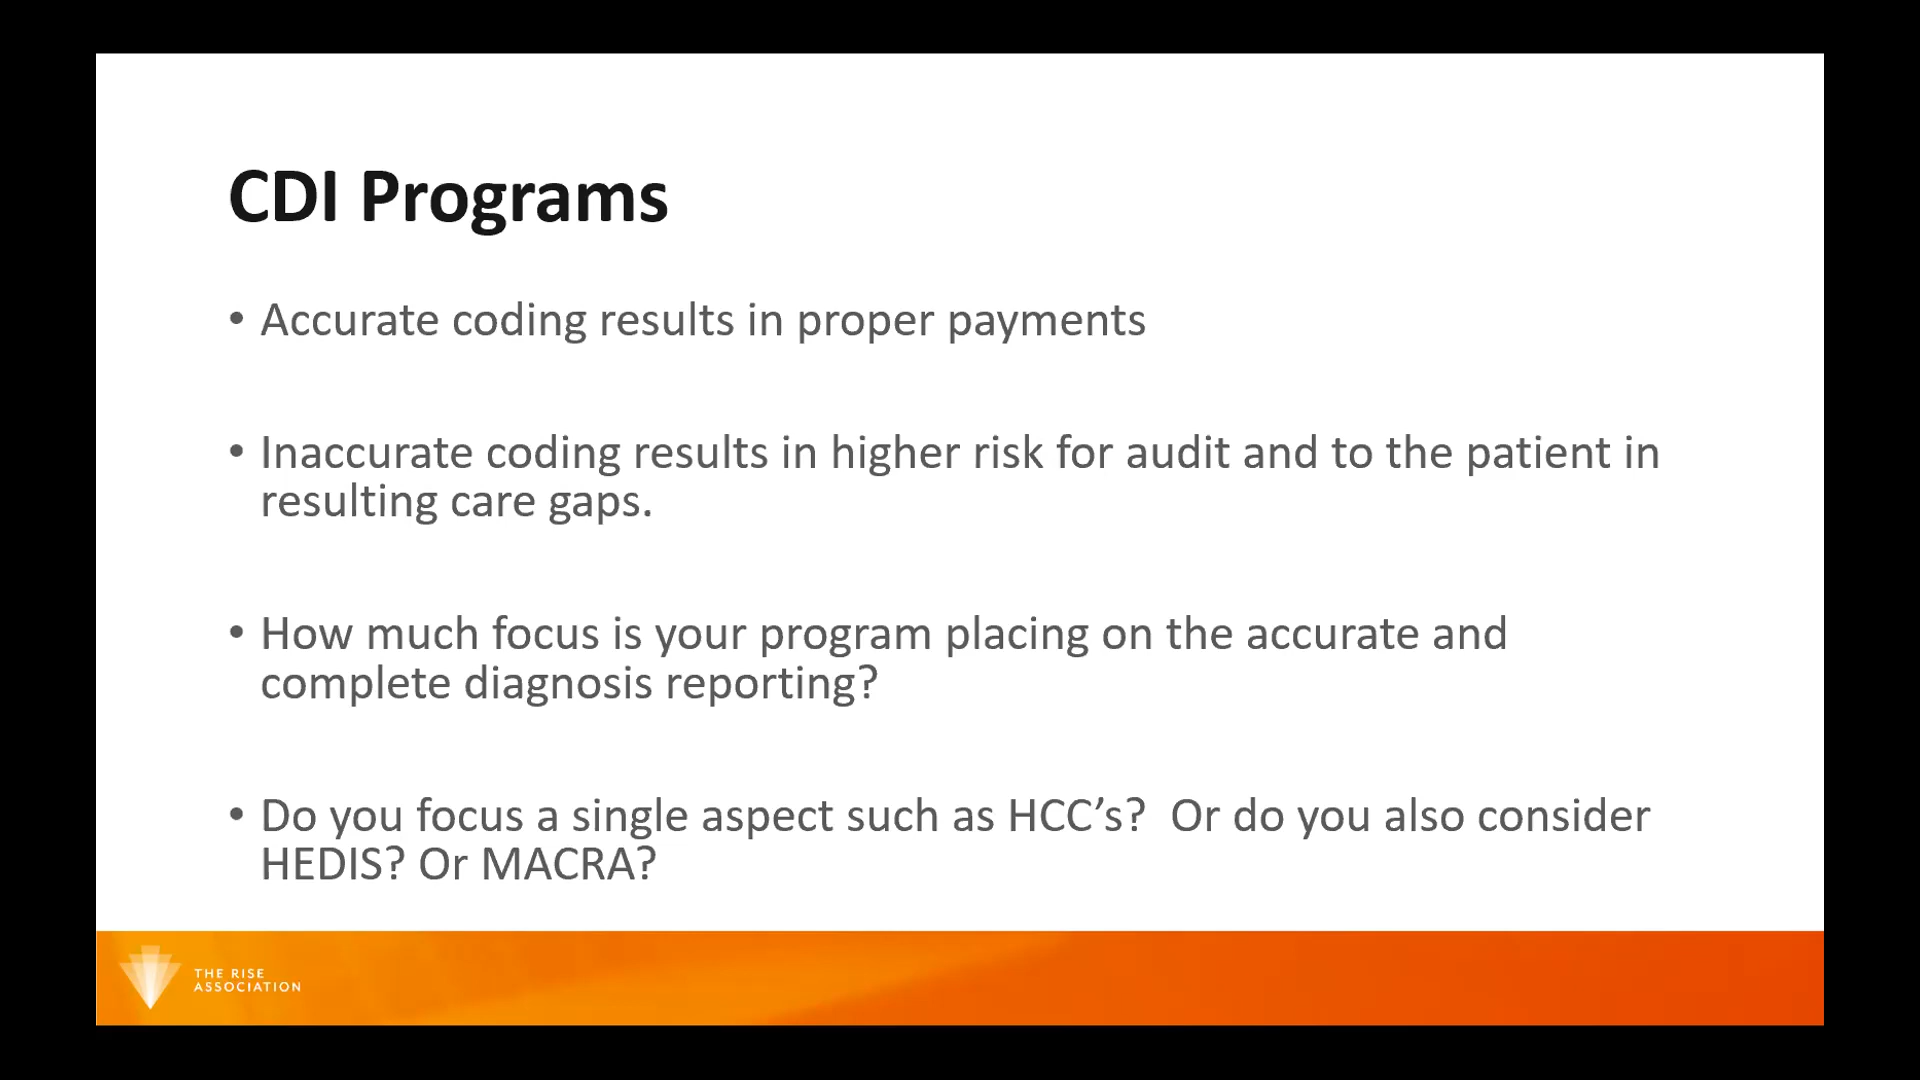 CDI Programs
• Accurate coding results in proper payments
• Inaccurate coding results in higher risk for audit and to the patient in
resulting care gaps.
• How much focus is your program placing on the accurate and
complete diagnosis reporting?
• Do you focus a single aspect such as HCC’s?  Or do you also consider
HEDIS? Or MACRA?
THE RISE
ASSOCIATION